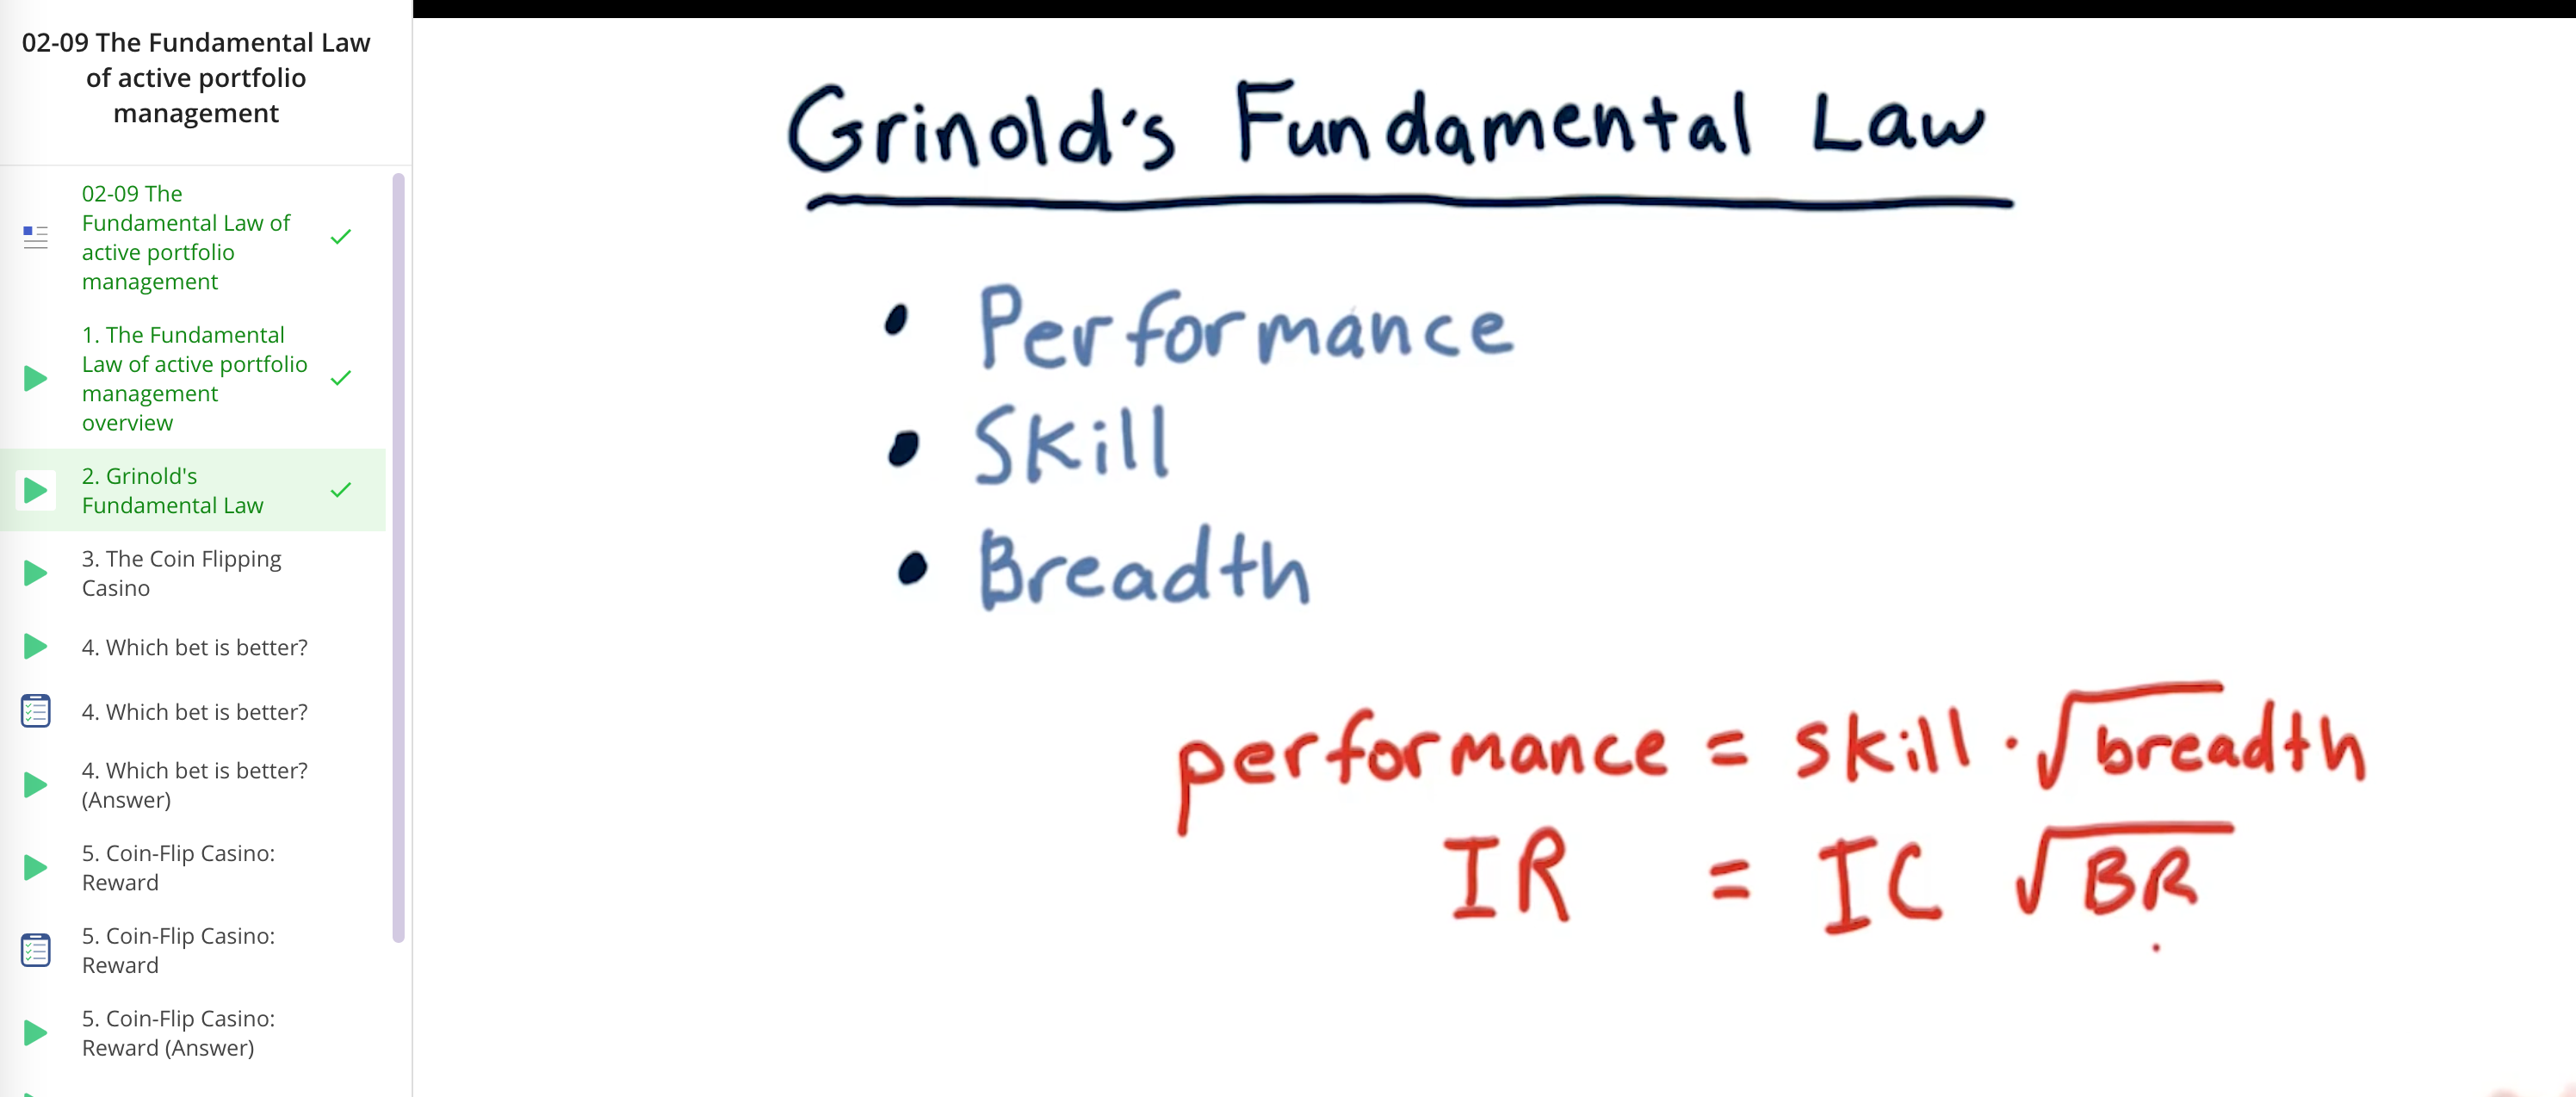 02-09 The Fundamental Law
of active portfolio
management
02-09 The
Fundamental Law of
active portfolio
management
1. The Fundamental
Law of active portfolio
management
overview
2. Grinold's
Fundamental Law
3. The Coin Flipping
Casino
4. Which bet is better?
4. Which bet is better?
4. Which bet is better?
(Answer)
5. Coin-Flip Casino:
Reward
5. Coin-Flip Casino:
Reward
5. Coin-Flip Casino:
Reward (Answer)
Grinold's Fundamental Law
• Performance
• Skill
• Breadth
performance = skill · √breadth
IR = IC √BR